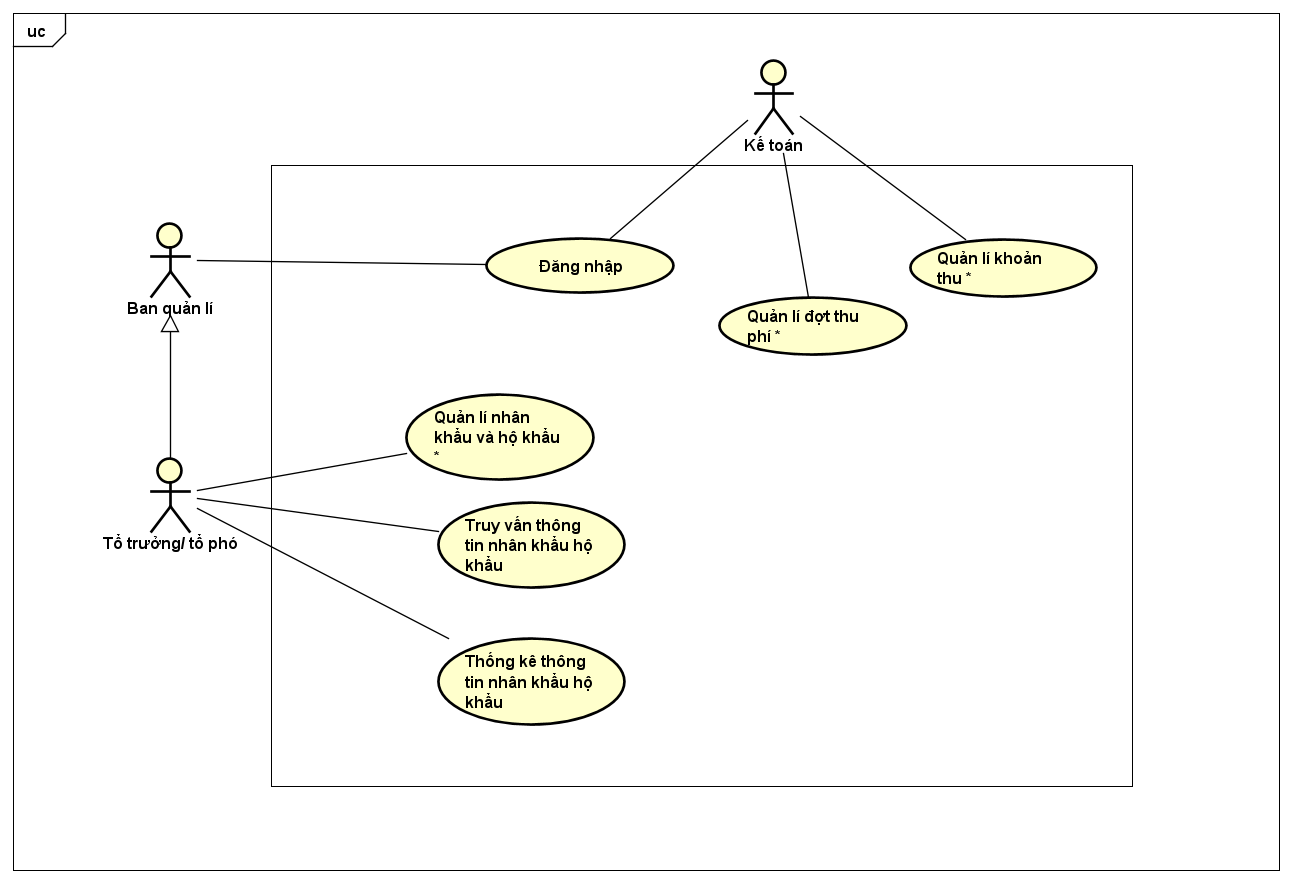 uc
Kế toán
Ban quản lí
Đăng nhập
Quản lí khoản
thu *
Quản lí đợt thu
phí *
Quản lí nhân
khẩu và hộ khẩu
*
Tổ trưởng/ tổ phó
Truy vấn thông
tin nhân khẩu hộ
khẩu
Thống kê thông
tin nhân khẩu hộ
khẩu